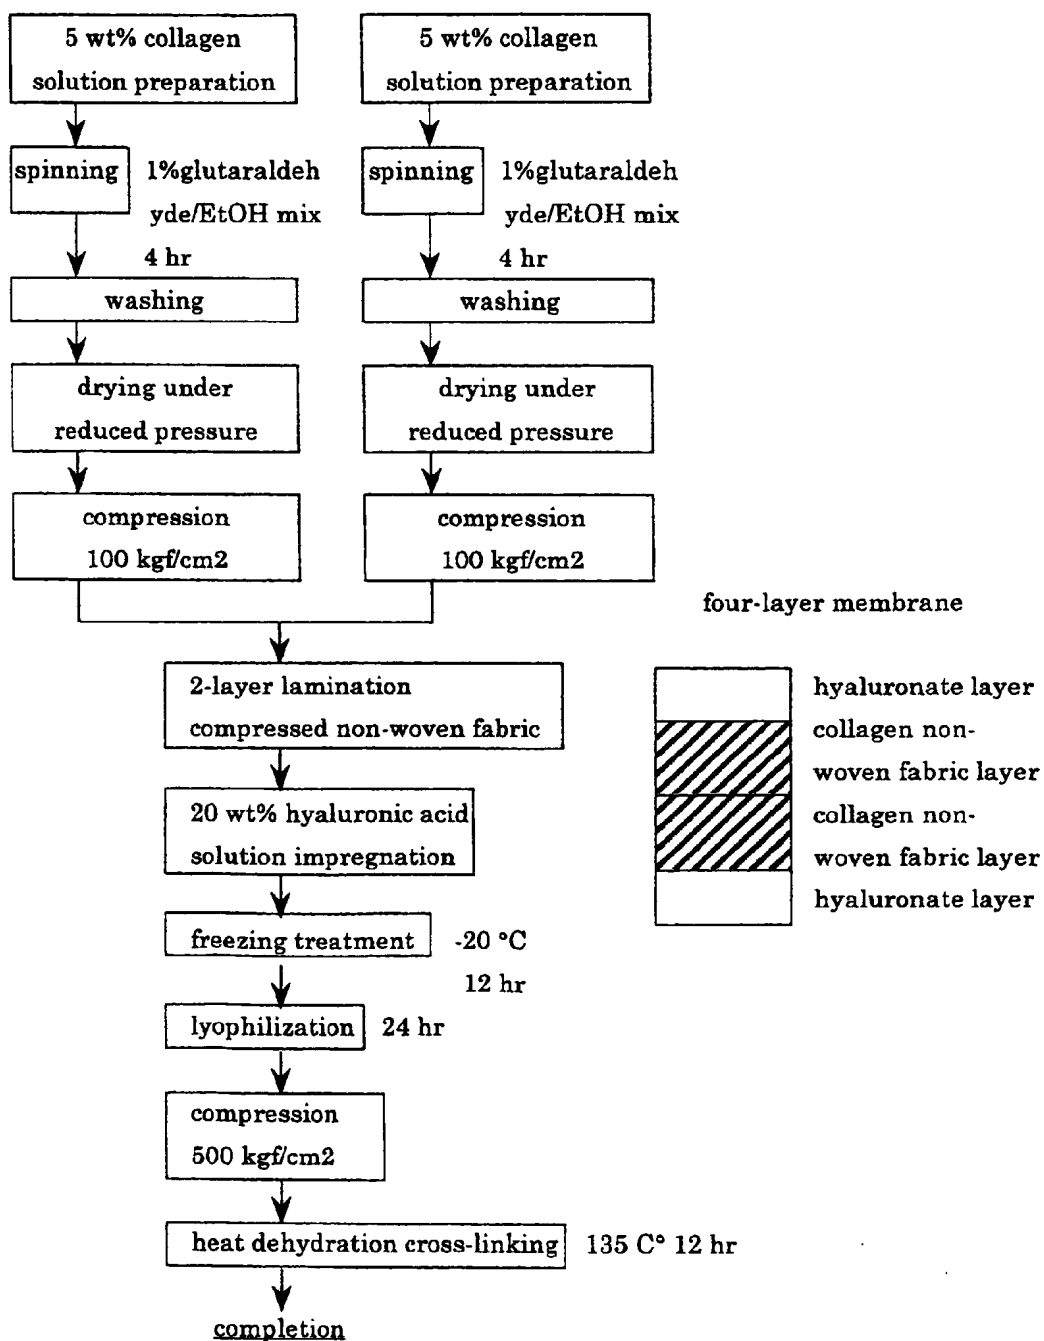 5 wt% collagen
solution preparation
5 wt% collagen
solution preparation
spinning
1%glutaraldeh
yde/EtOH mix
4 hr
spinning
1%glutaraldeh
yde/EtOH mix
4 hr
washing
washing
drying under
reduced pressure
drying under
reduced pressure
compression
100 kgf/cm2
compression
100 kgf/cm2
2-layer lamination
compressed non-woven fabric
20 wt% hyaluronic acid
solution impregnation
freezing treatment
-20 °C
12 hr
lyophilization
24 hr
compression
500 kgf/cm2
heat dehydration cross-linking
135 C° 12 hr
completion
four-layer membrane
hyaluronate layer
collagen non-
woven fabric layer
collagen non-
woven fabric layer
hyaluronate layer